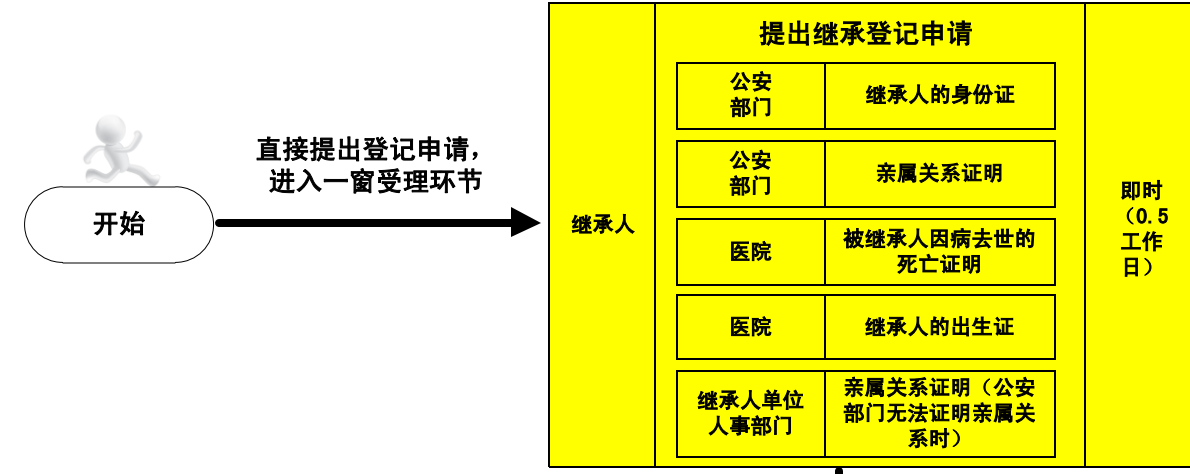 直接提出登记申请，
进入一窗受理环节
开始
继承人
提出继承登记申请
公安
部门
继承人的身份证
公安
部门
亲属关系证明
医院
被继承人因病去世的
死亡证明
医院
继承人的出生证
继承人单位
人事部门
亲属关系证明（公安
部门无法证明亲属关
系时）
即时
（0.5
工作
日）